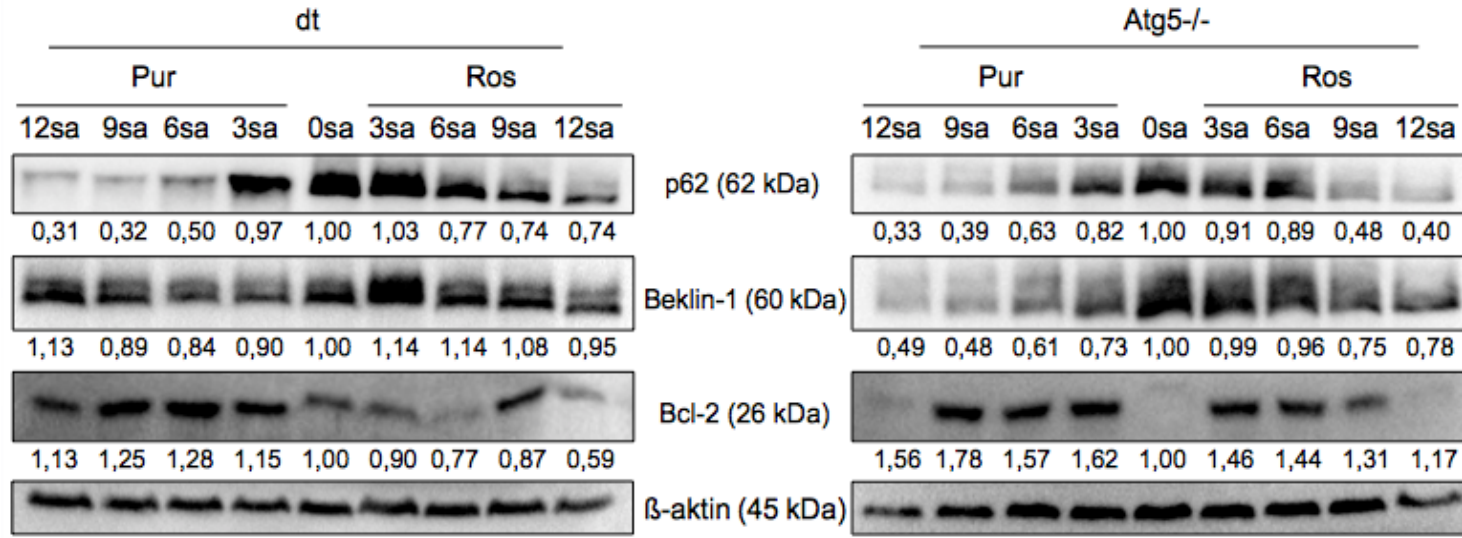 dt Atg5-/-
Pur Ros Pur Ros
12sa 9sa 6sa 3sa 0sa 3sa 6sa 9sa 12sa 12sa 9sa 6sa 3sa 0sa 3sa 6sa 9sa 12sa
p62 (62 kDa)
0,31 0,32 0,50 0,97 1,00 1,03 0,77 0,74 0,74 0,33 0,39 0,63 0,82 1,00 0,91 0,89 0,48 0,40
Beklin-1 (60 kDa)
1,13 0,89 0,84 0,90 1,00 1,14 1,14 1,08 0,95 0,49 0,48 0,61 0,73 1,00 0,99 0,96 0,75 0,78
Bcl-2 (26 kDa)
1,13 1,25 1,28 1,15 1,00 0,90 0,77 0,87 0,59 1,56 1,78 1,57 1,62 1,00 1,46 1,44 1,31 1,17
ß-aktin (45 kDa)